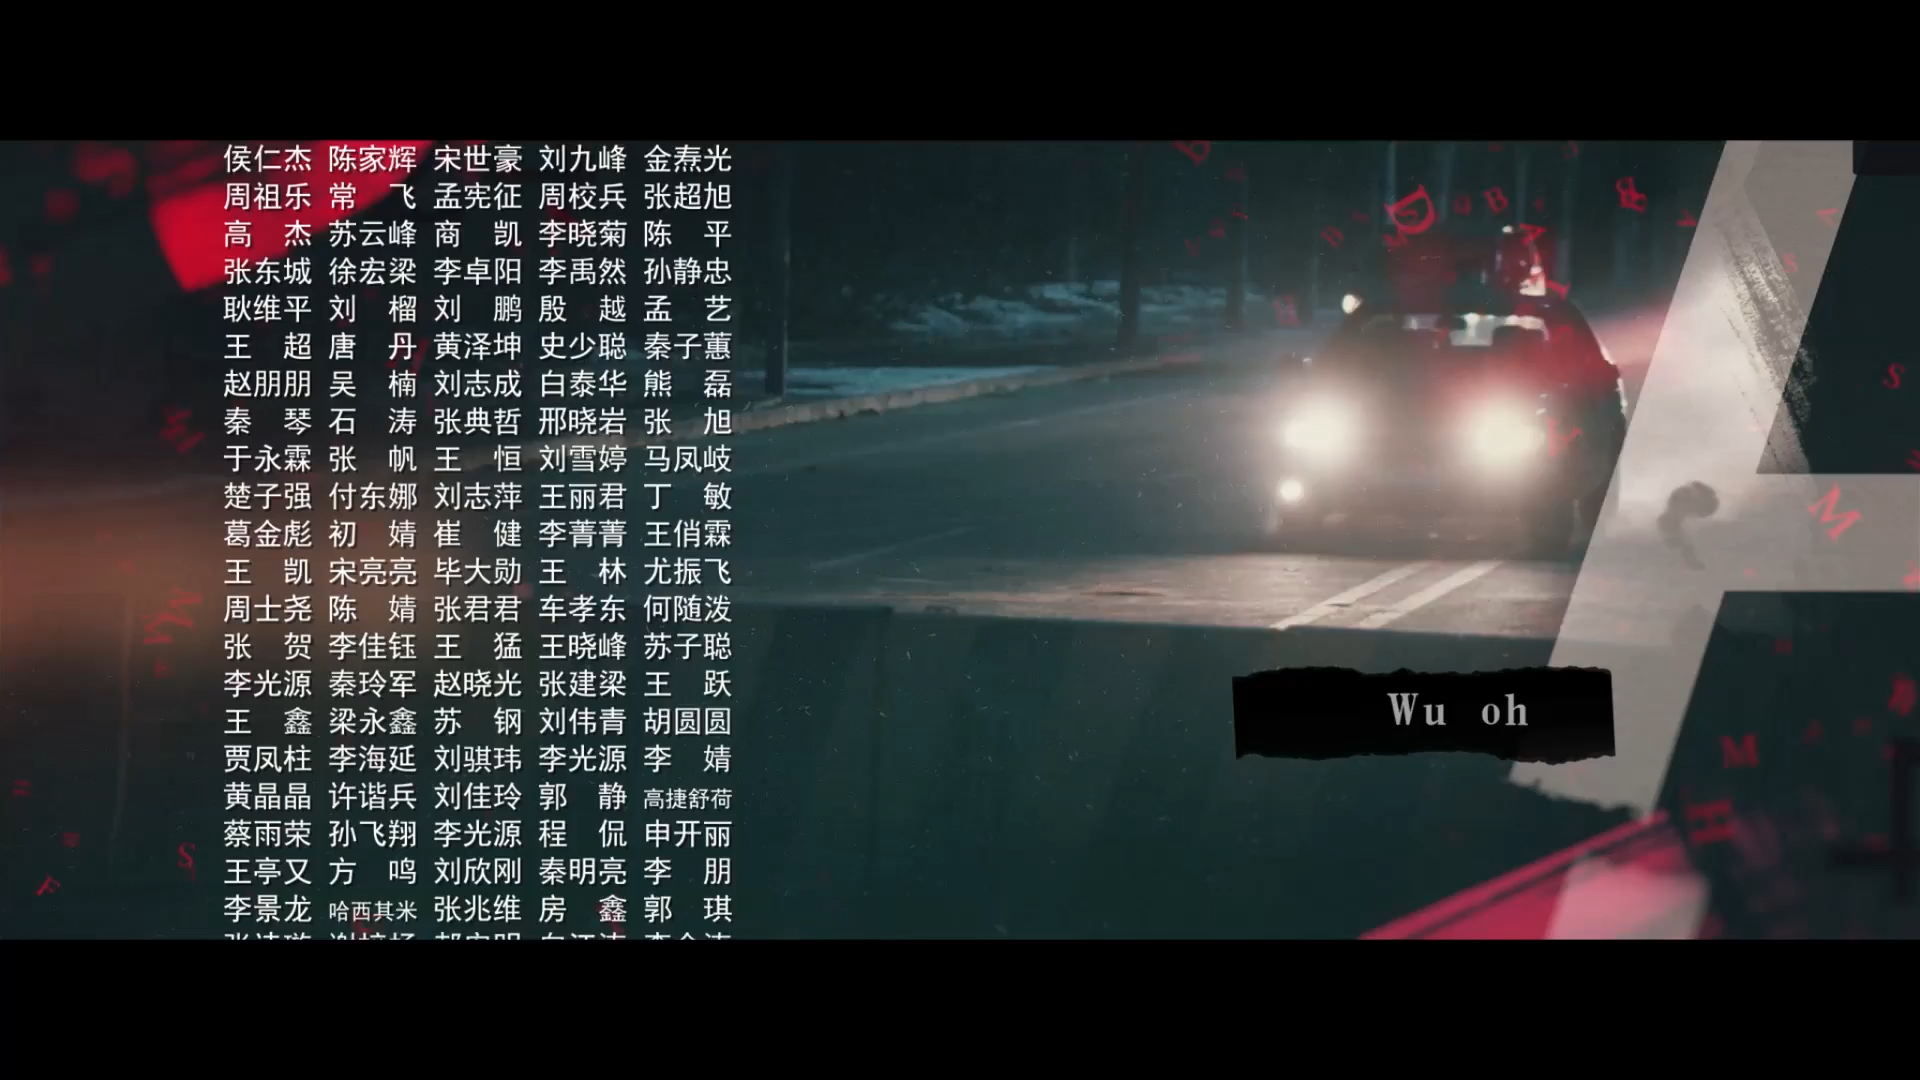 侯仁杰 陈家辉 宋世豪 刘九峰 金焘光
周祖乐 常　飞 孟宪征 周校兵 张超旭
高　杰 苏云峰 商　凯 李晓菊 陈　平
张东城 徐宏梁 李卓阳 李禹然 孙静忠
耿维平 刘　榴 刘　鹏 殷　越 孟　艺
王　超 唐　丹 黄泽坤 史少聪 秦子蕙
赵朋朋 吴　楠 刘志成 白泰华 熊　磊
秦　琴 石　涛 张典哲 邢晓岩 张　旭
于永霖 张　帆 王　恒 刘雪婷 马凤岐
楚子强 付东娜 刘志萍 王丽君 丁　敏
葛金彪 初　婧 崔　健 李菁菁 王俏霖
王　凯 宋亮亮 毕大勋 王　林 尤振飞
周士尧 陈　婧 张君君 车孝东 何随泼
张　贺 李佳钰 王　猛 王晓峰 苏子聪
李光源 秦玲军 赵晓光 张建梁 王　跃
王　鑫 梁永鑫 苏　钢 刘伟青 胡圆圆
贾凤柱 李海延 刘骐玮 李光源 李　婧
黄晶晶 许谐兵 刘佳玲 郭　静 高捷舒荷
蔡雨荣 孙飞翔 李光源 程　侃 申开丽
王亭又 方　鸣 刘欣刚 秦明亮 李　朋
李景龙 哈西其米 张兆维 房　鑫 郭　琪
Wu oh